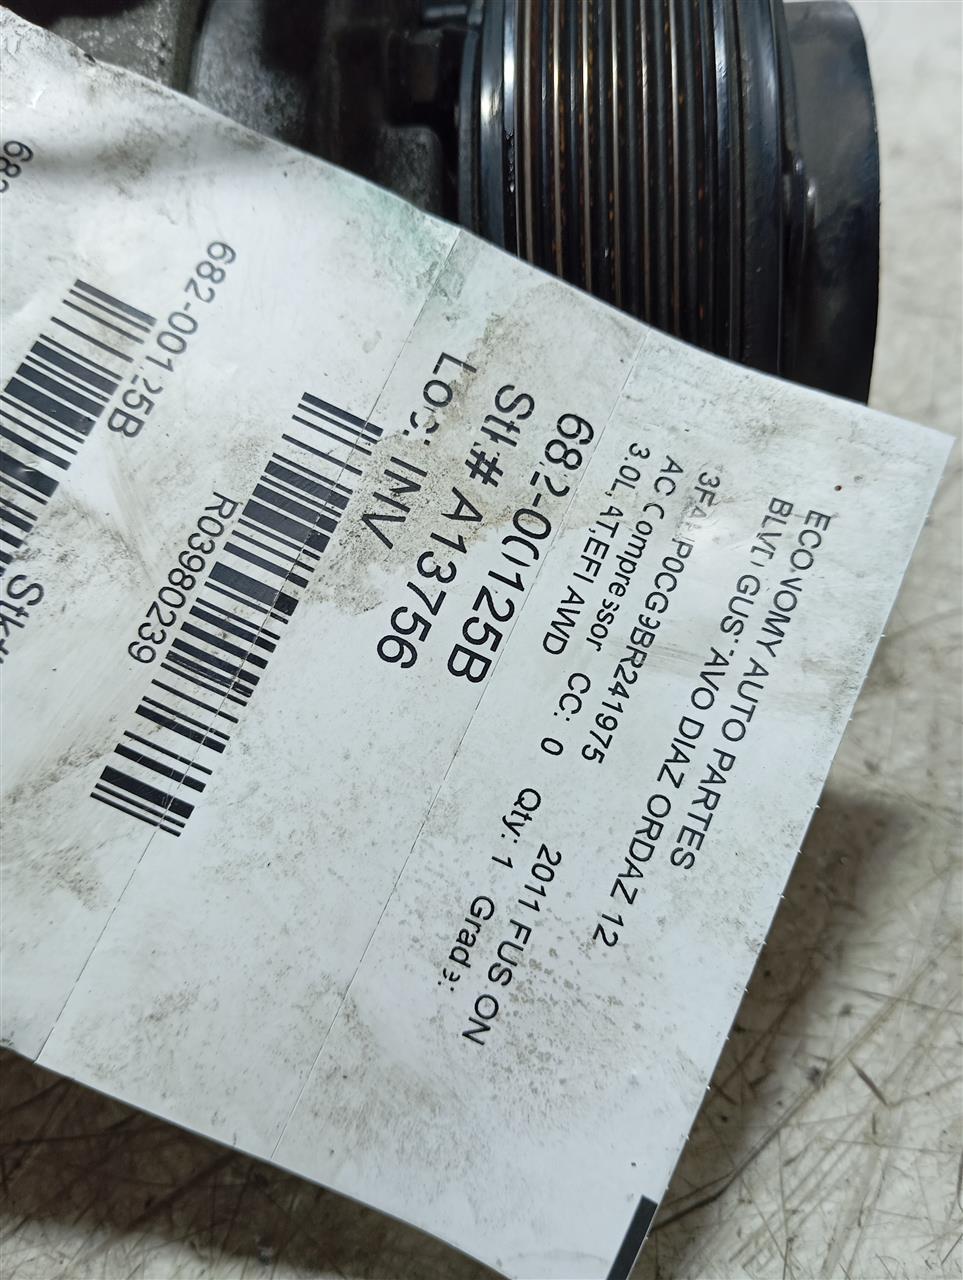 ECONOMY AUTO PARTES
BLVD GUSTAVO DIAZ ORDAZ 12
AC Compressor CC: 0 Qty: 1 Grade:
3.0L,AT,EFI AWD
2011 FUSION
682-00125B
Stk# A13756
Loc: INV
R03980239
682-00125B
Stk#